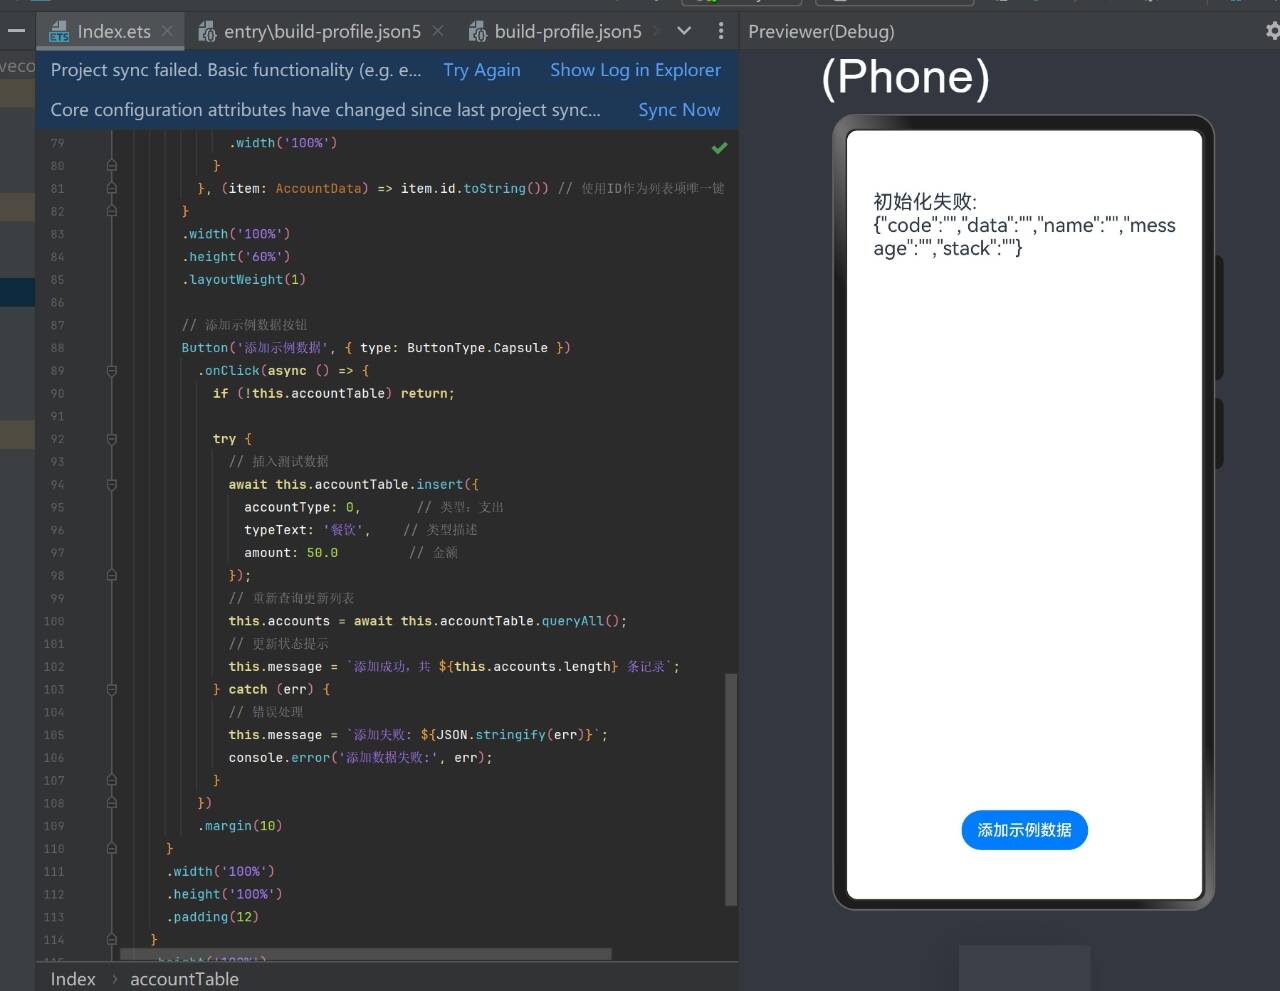 Index.ets
entry\build-profile.json5
build-profile.json5
Previewer(Debug)
Project sync failed. Basic functionality (e.g. e... Try Again Show Log in Explorer
Core configuration attributes have changed since last project sync... Sync Now
79 .width('100%')
80 }
81 }, (item: AccountData) => item.id.toString()) // 使用ID作为列表项唯一键
82 }
83 .width('100%')
84 .height('60%')
85 .layoutWeight(1)
86
87 // 添加示例数据按钮
88 Button('添加示例数据', { type: ButtonType.Capsule })
89 .onClick(async () => {
90 if (!this.accountTable) return;
91
92 try {
93 // 插入测试数据
94 await this.accountTable.insert({
95 accountType: 0, // 类型：支出
96 typeText: '餐饮', // 类型描述
97 amount: 50.0 // 金额
98 });
99 // 重新查询更新列表
100 this.accounts = await this.accountTable.queryAll();
101 // 更新状态提示
102 this.message = `添加成功，共 ${this.accounts.length} 条记录`;
103 } catch (err) {
104 // 错误处理
105 this.message = `添加失败: ${JSON.stringify(err)}`;
106 console.error('添加数据失败:', err);
107 }
108 })
109 .margin(10)
110 }
111 .width('100%')
112 .height('100%')
113 .padding(12)
114 }
Index › accountTable
(Phone)
初始化失败:
{"code":"","data":"","name":"","mess
age":"","stack":""}
添加示例数据